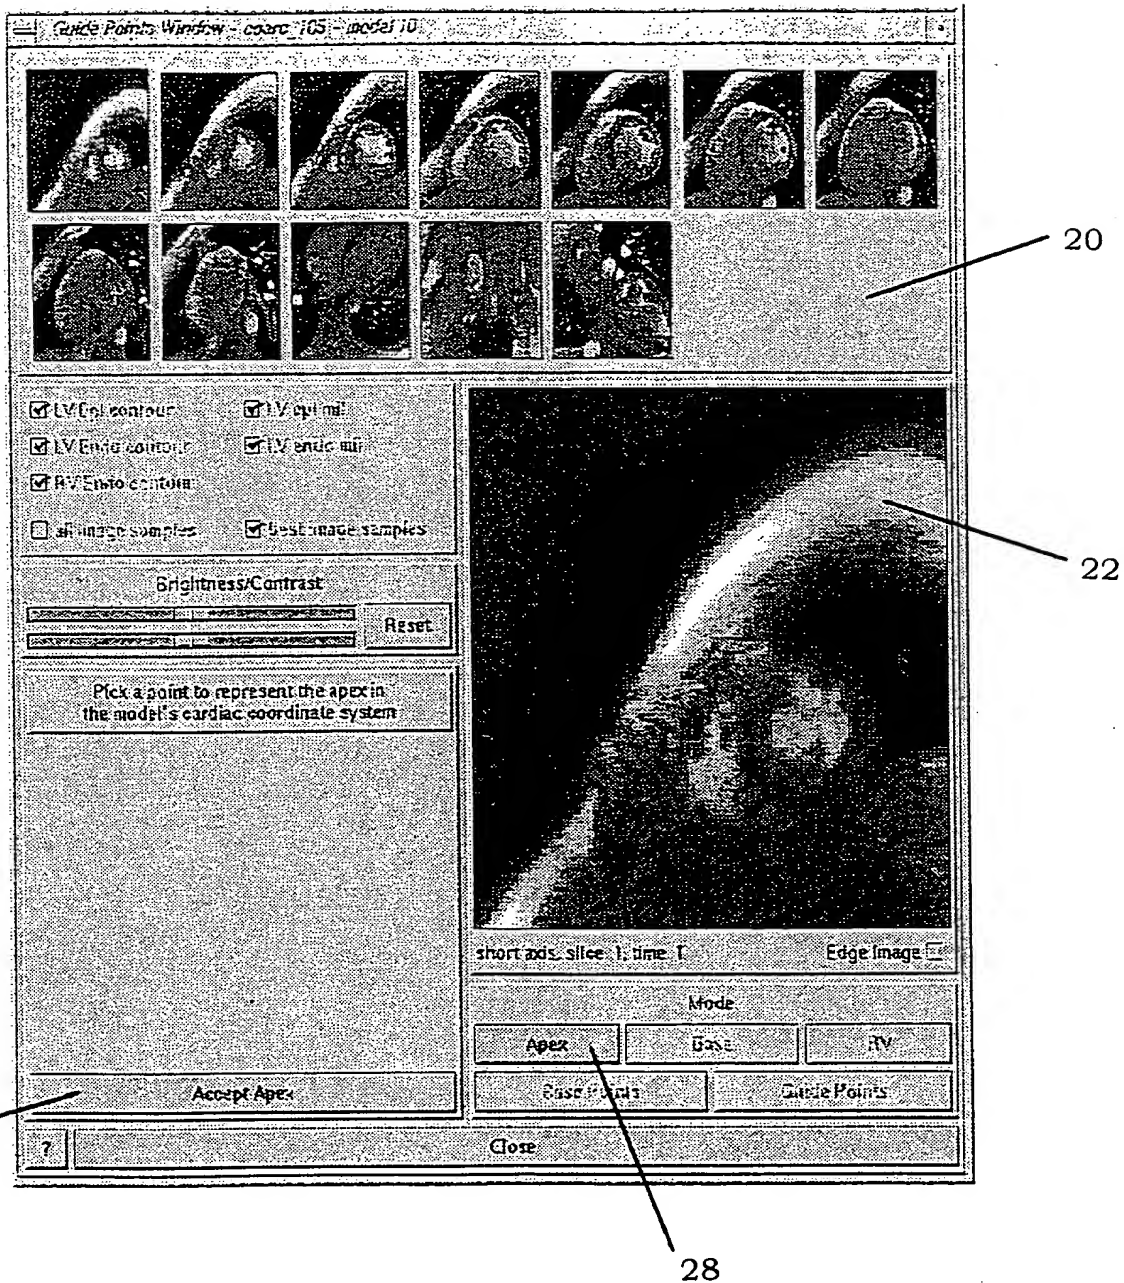 Guide Points Window - coarc_105 - model 10
20
LV Epi contour
LV epi mil
LV Endo contour
LV endo mil
RV Endo contour
all image samples
Best image samples
22
Brightness/Contrast
Reset
Pick a point to represent the apex in
the model's cardiac coordinate system
short axis, slice 1, time 1
Edge Image
Mode
Apex
Base
RV
Accept Apex
Base Points
Guide Points
?
Close
28